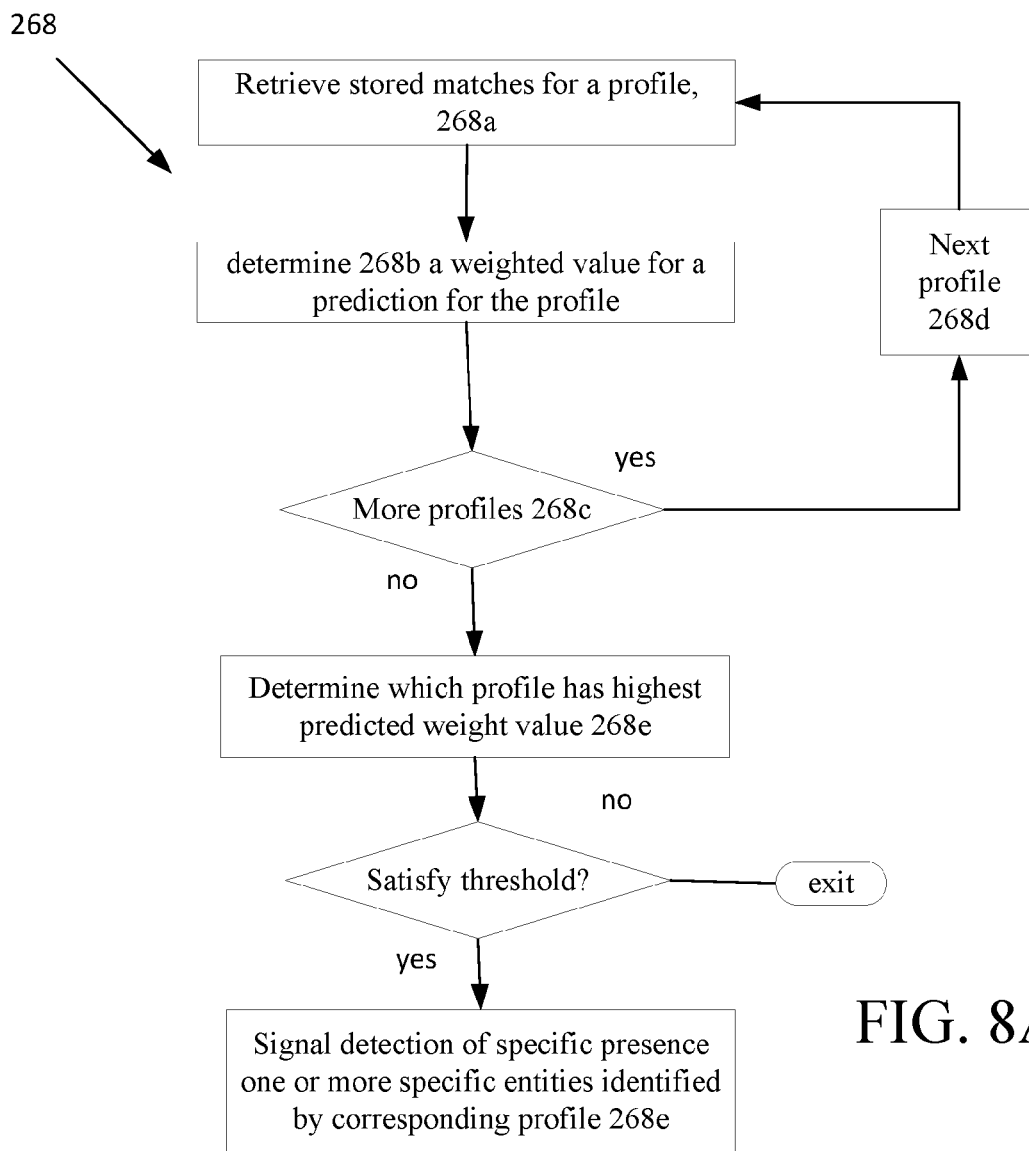 268
Retrieve stored matches for a profile,
268a
determine 268b a weighted value for a
prediction for the profile
Next
profile
268d
yes
More profiles 268c
no
Determine which profile has highest
predicted weight value 268e
no
Satisfy threshold?
exit
yes
Signal detection of specific presence
one or more specific entities identified
by corresponding profile 268e
FIG. 8A